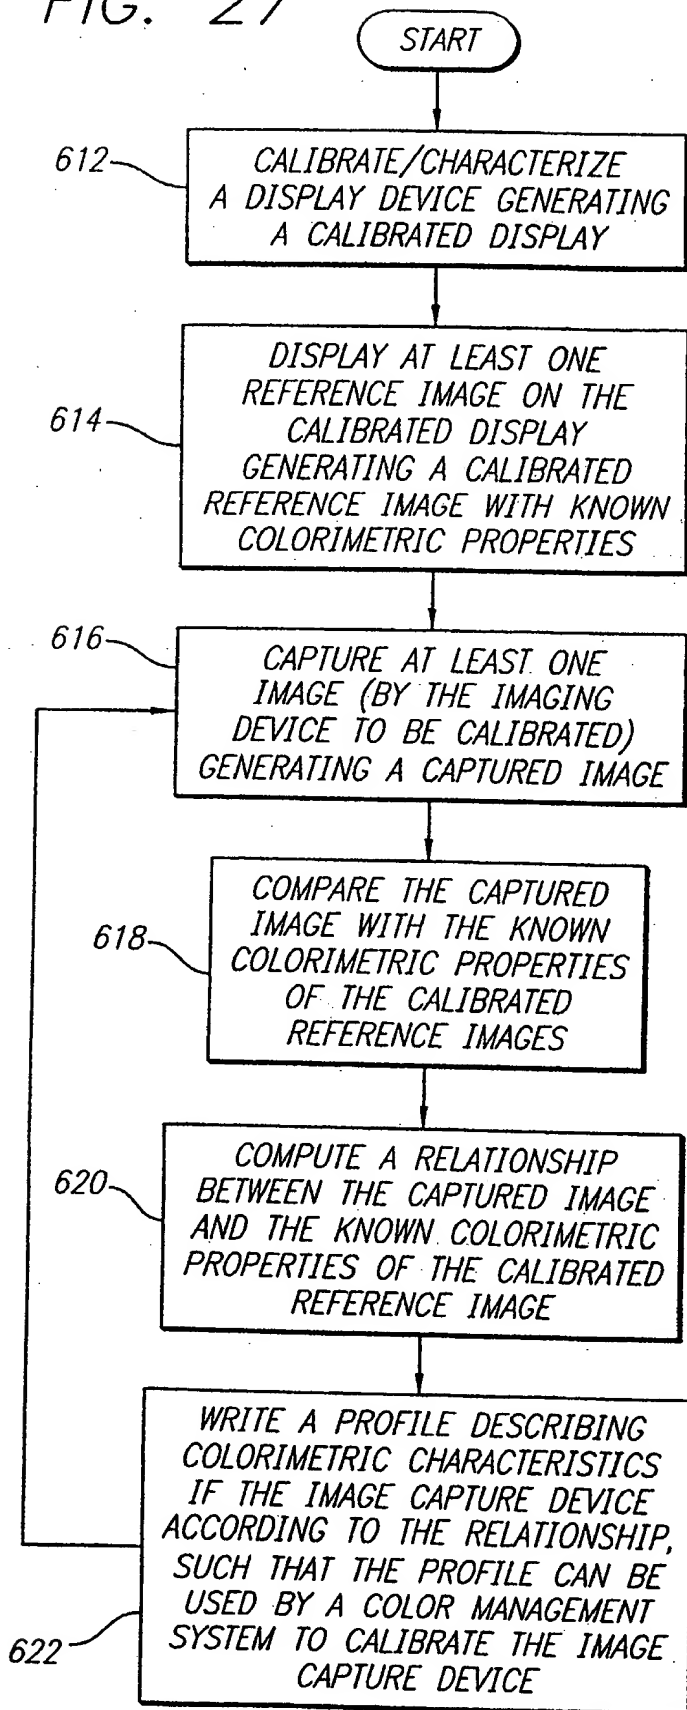 FIG. 27
START
612
CALIBRATE/CHARACTERIZE
A DISPLAY DEVICE GENERATING
A CALIBRATED DISPLAY
614
DISPLAY AT LEAST ONE
REFERENCE IMAGE ON THE
CALIBRATED DISPLAY
GENERATING A CALIBRATED
REFERENCE IMAGE WITH KNOWN
COLORIMETRIC PROPERTIES
616
CAPTURE AT LEAST ONE
IMAGE (BY THE IMAGING
DEVICE TO BE CALIBRATED)
GENERATING A CAPTURED IMAGE
618
COMPARE THE CAPTURED
IMAGE WITH THE KNOWN
COLORIMETRIC PROPERTIES
OF THE CALIBRATED
REFERENCE IMAGES
620
COMPUTE A RELATIONSHIP
BETWEEN THE CAPTURED IMAGE
AND THE KNOWN COLORIMETRIC
PROPERTIES OF THE CALIBRATED
REFERENCE IMAGE
622
WRITE A PROFILE DESCRIBING
COLORIMETRIC CHARACTERISTICS
IF THE IMAGE CAPTURE DEVICE
ACCORDING TO THE RELATIONSHIP,
SUCH THAT THE PROFILE CAN BE
USED BY A COLOR MANAGEMENT
SYSTEM TO CALIBRATE THE IMAGE
CAPTURE DEVICE